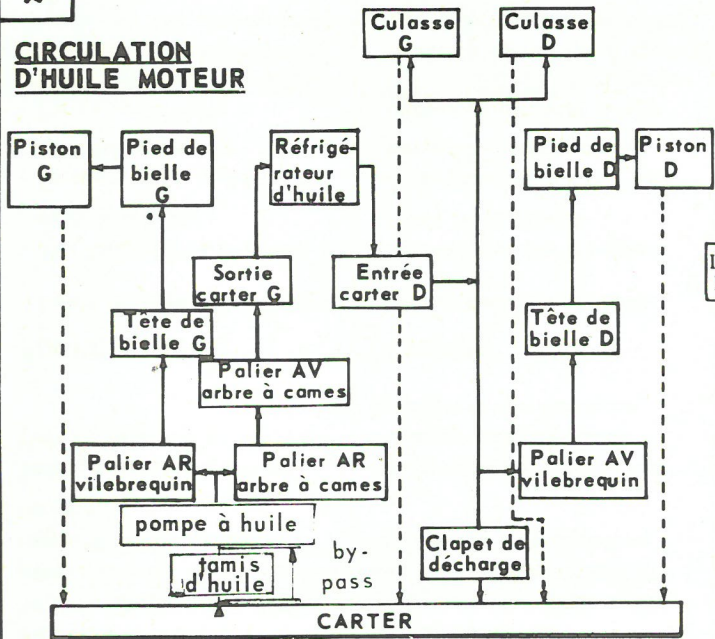 CIRCULATION
D'HUILE MOTEUR
Culasse
G
Culasse
D
Piston
G
Pied de
bielle
G
Réfrigé-
rateur
d'huile
Pied de
bielle D
Piston
D
Sortie
carter G
Entrée
carter D
Tête de
bielle G
Tête de
bielle D
Palier AV
arbre à cames
Palier AR
vilebrequin
Palier AR
arbre à cames
Palier AV
vilebrequin
pompe à huile
tamis
d'huile
by-
pass
Clapet de
décharge
CARTER